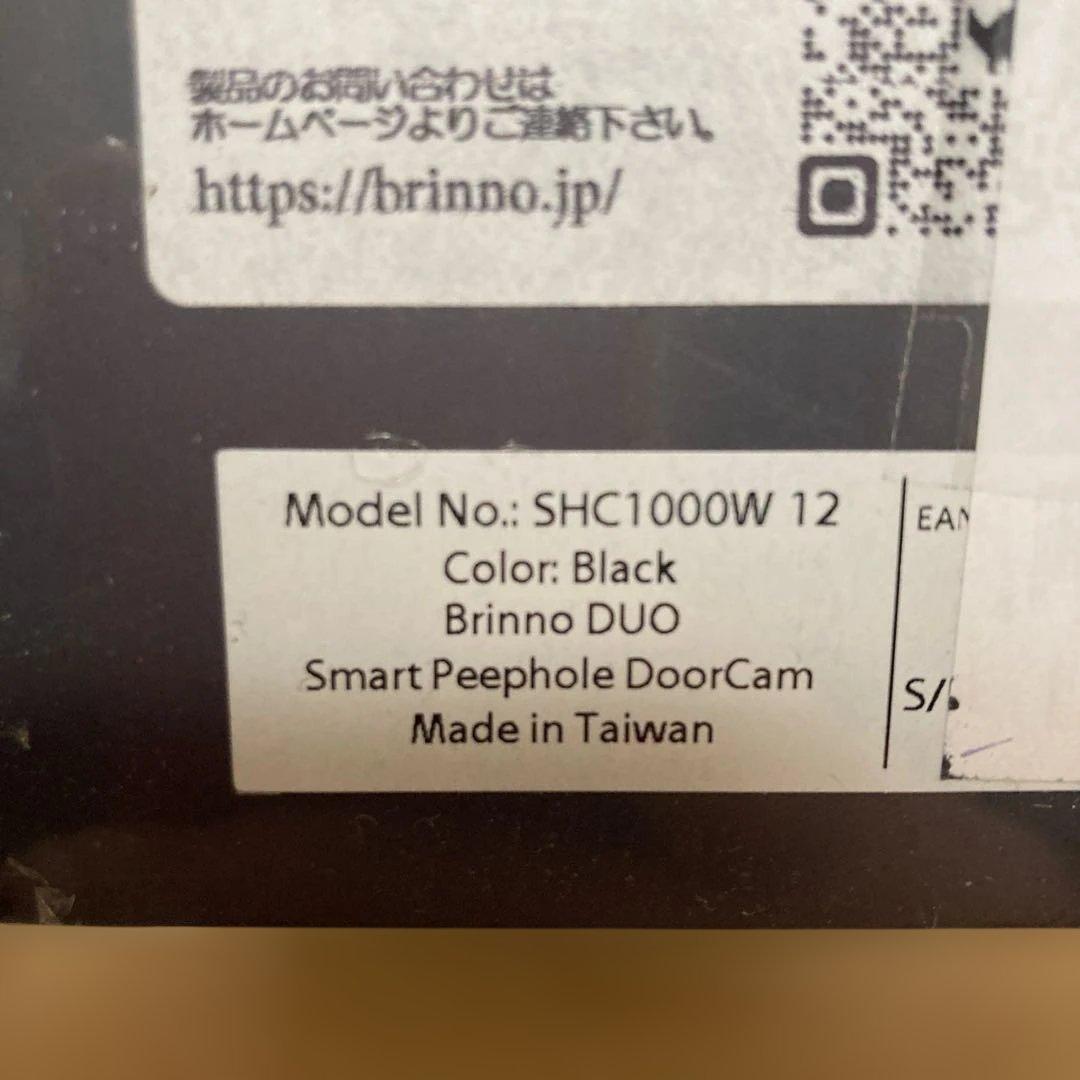 製品のお問い合わせは
ホームページよりご連絡下さい。
https://brinno.jp/
Model No.: SHC1000W 12
Color: Black
Brinno DUO
Smart Peephole DoorCam
Made in Taiwan
EAN
S/